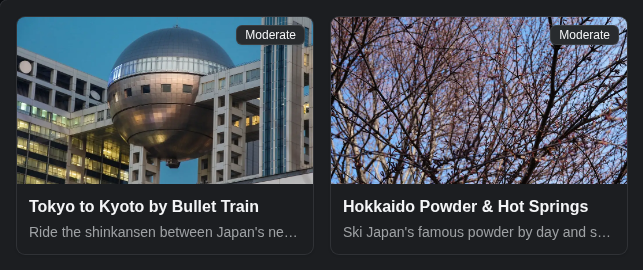 Moderate
Moderate
Tokyo to Kyoto by Bullet Train
Ride the shinkansen between Japan's ne…
Hokkaido Powder & Hot Springs
Ski Japan's famous powder by day and s…